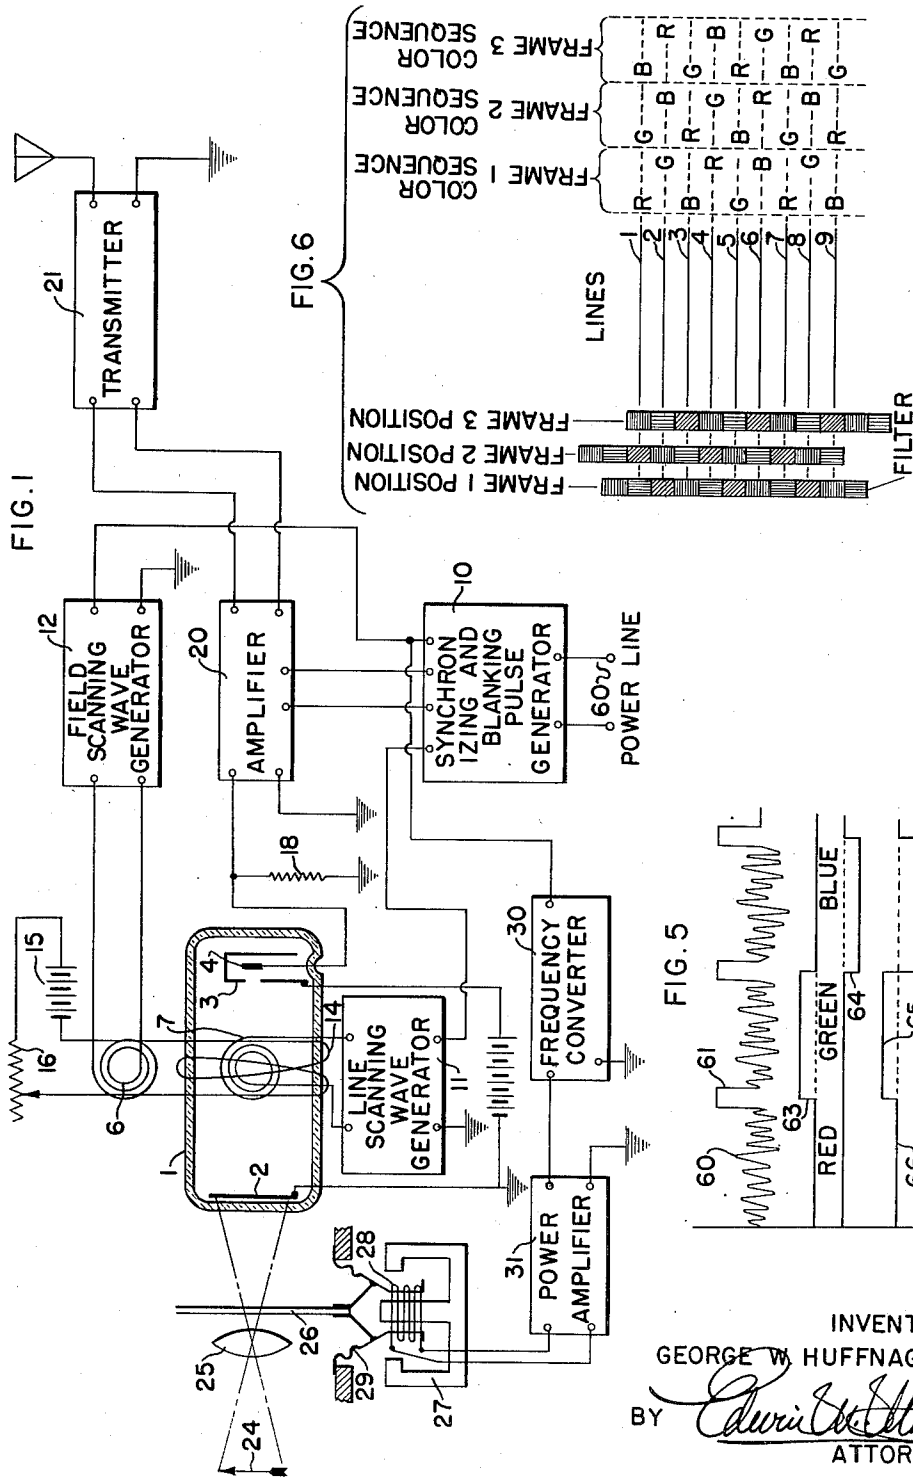 FIG. 1
21
TRANSMITTER
12
FIELD
SCANNING
WAVE
GENERATOR
20
AMPLIFIER
10
SYNCHRON
IZING AND
BLANKING
PULSE
GENERATOR
60~
POWER LINE
15
16
6
18
1
2
3
4
7
14
LINE
SCANNING
WAVE
GENERATOR
11
30
FREQUENCY
CONVERTER
31
POWER
AMPLIFIER
24
25
26
27
28
29
FIG. 6
FRAME 1 POSITION
FRAME 2 POSITION
FRAME 3 POSITION
FILTER
LINES
1
2
3
4
5
6
7
8
9
FRAME 1 COLOR SEQUENCE
R G B R G B R G B
FRAME 2 COLOR SEQUENCE
G B R G B R G B R
FRAME 3 COLOR SEQUENCE
B R G B R G B R G
FIG. 5
60
61
63
RED GREEN BLUE
64
GEORGE W. HUFFNAG
BY